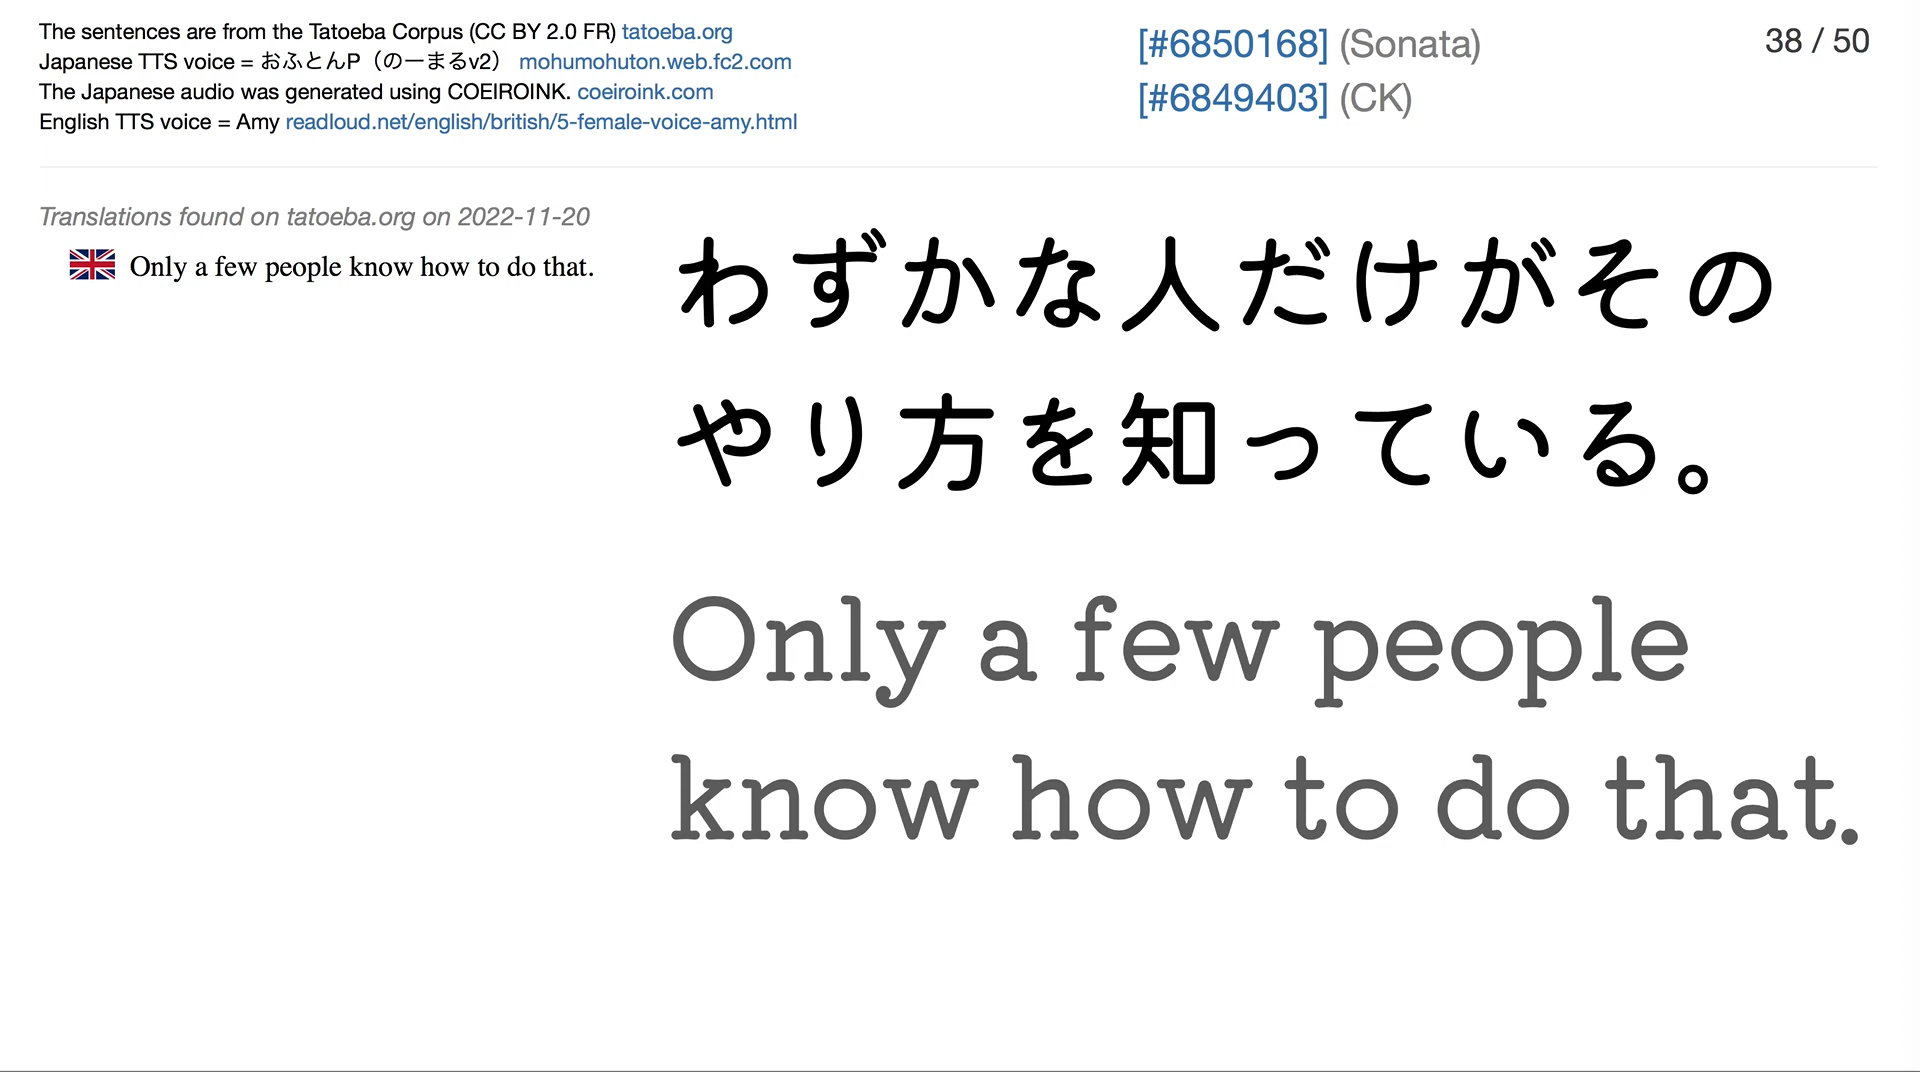 The sentences are from the Tatoeba Corpus (CC BY 2.0 FR) tatoeba.org
Japanese TTS voice = おふとんP（のーまるv2） mohumohuton.web.fc2.com
The Japanese audio was generated using COEIROINK. coeiroink.com
English TTS voice = Amy readloud.net/english/british/5-female-voice-amy.html
[#6850168] (Sonata)
[#6849403] (CK)
38 / 50
Translations found on tatoeba.org on 2022-11-20
Only a few people know how to do that.
わずかな人だけがその
やり方を知っている。
Only a few people
know how to do that.